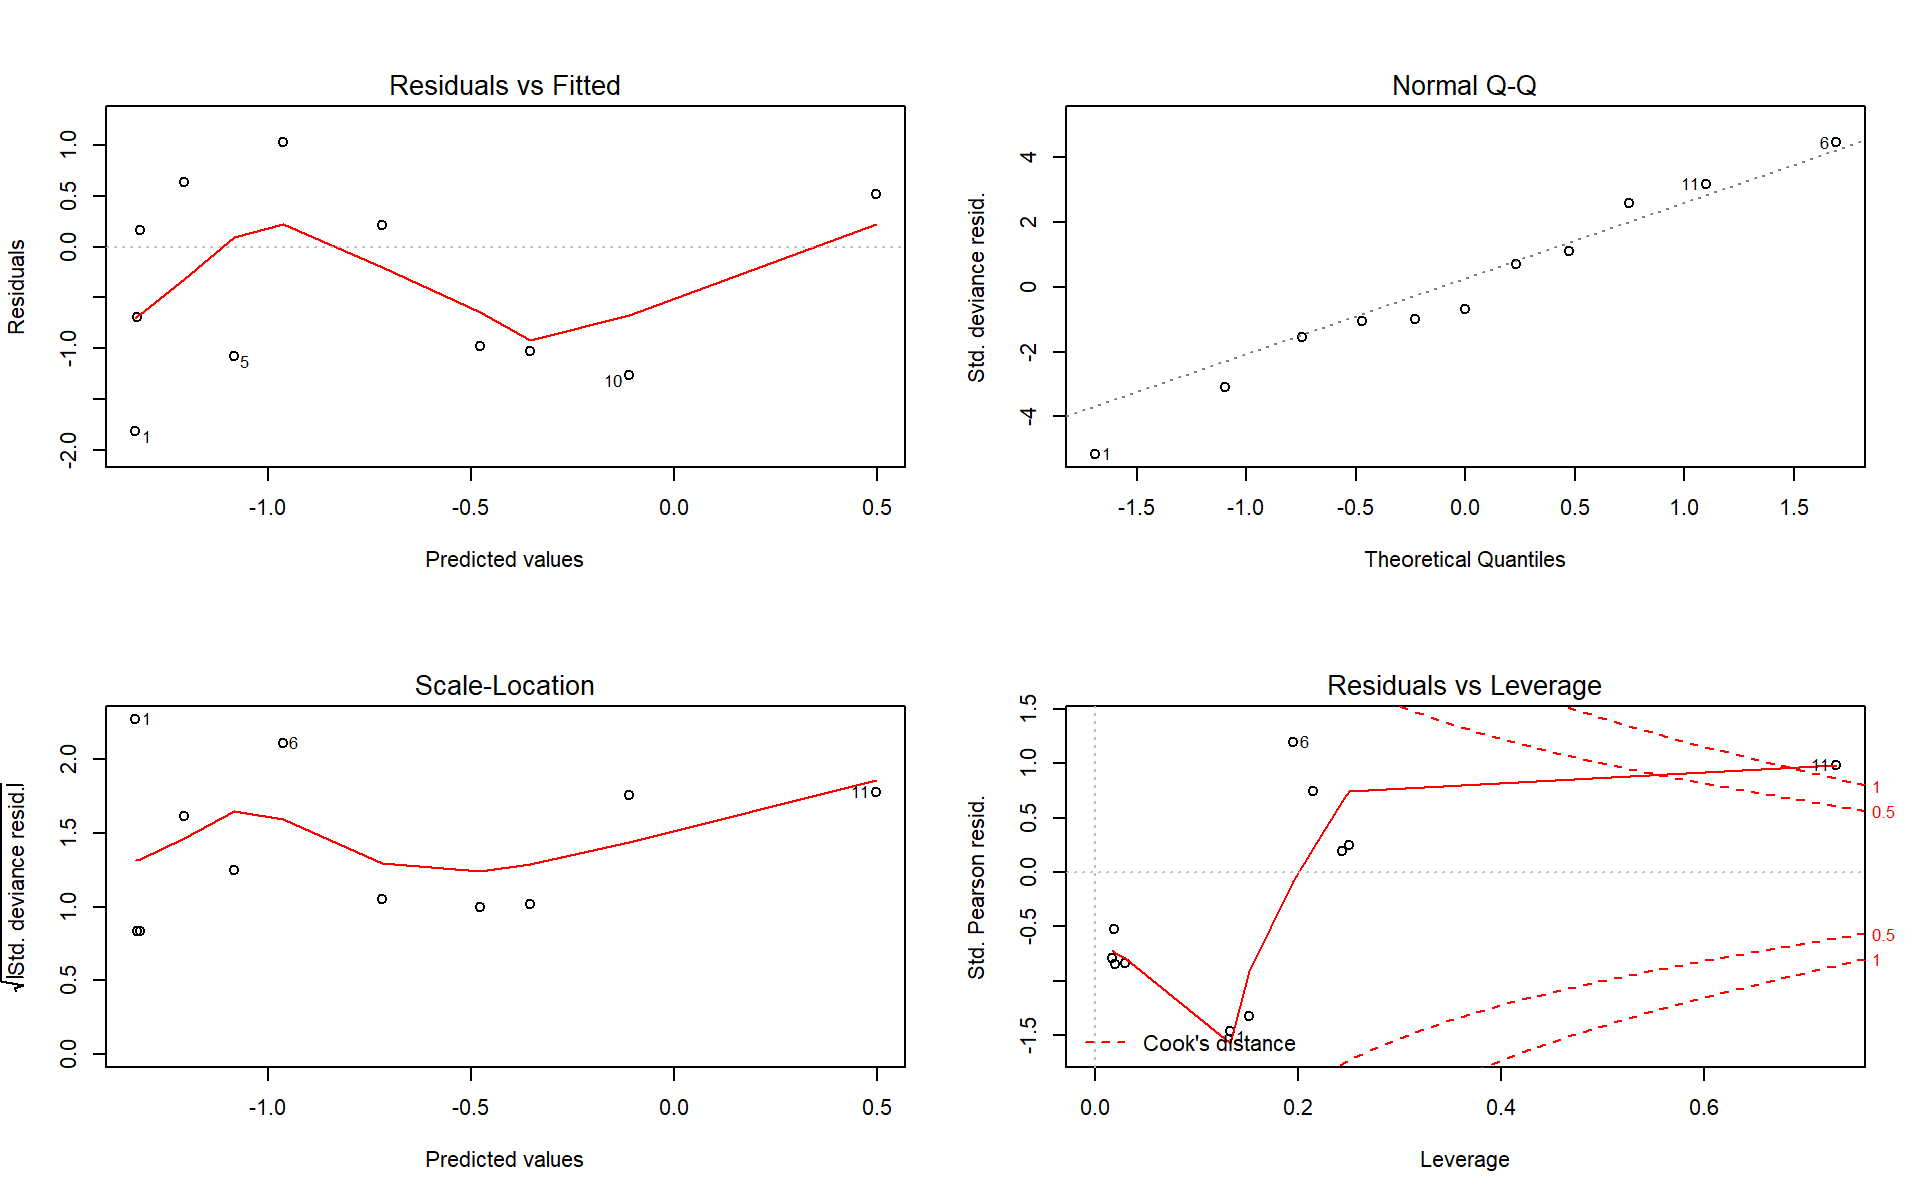 Residuals vs Fitted
Residuals
1.0
0.5
0.0
-1.0
-2.0
5
10
1
-1.0 -0.5 0.0 0.5
Predicted values
Normal Q-Q
Std. deviance resid.
4
2
0
-2
-4
6
11
1
-1.5 -1.0 -0.5 0.0 0.5 1.0 1.5
Theoretical Quantiles
Scale-Location
√|Std. deviance resid.|
2.0
1.5
1.0
0.5
0.0
1
6
11
-1.0 -0.5 0.0 0.5
Predicted values
Residuals vs Leverage
Std. Pearson resid.
1.5
1.0
0.5
0.0
-0.5
-1.5
6
11
1
0.5
0.5
1
1
Cook's distance
0.0 0.2 0.4 0.6
Leverage